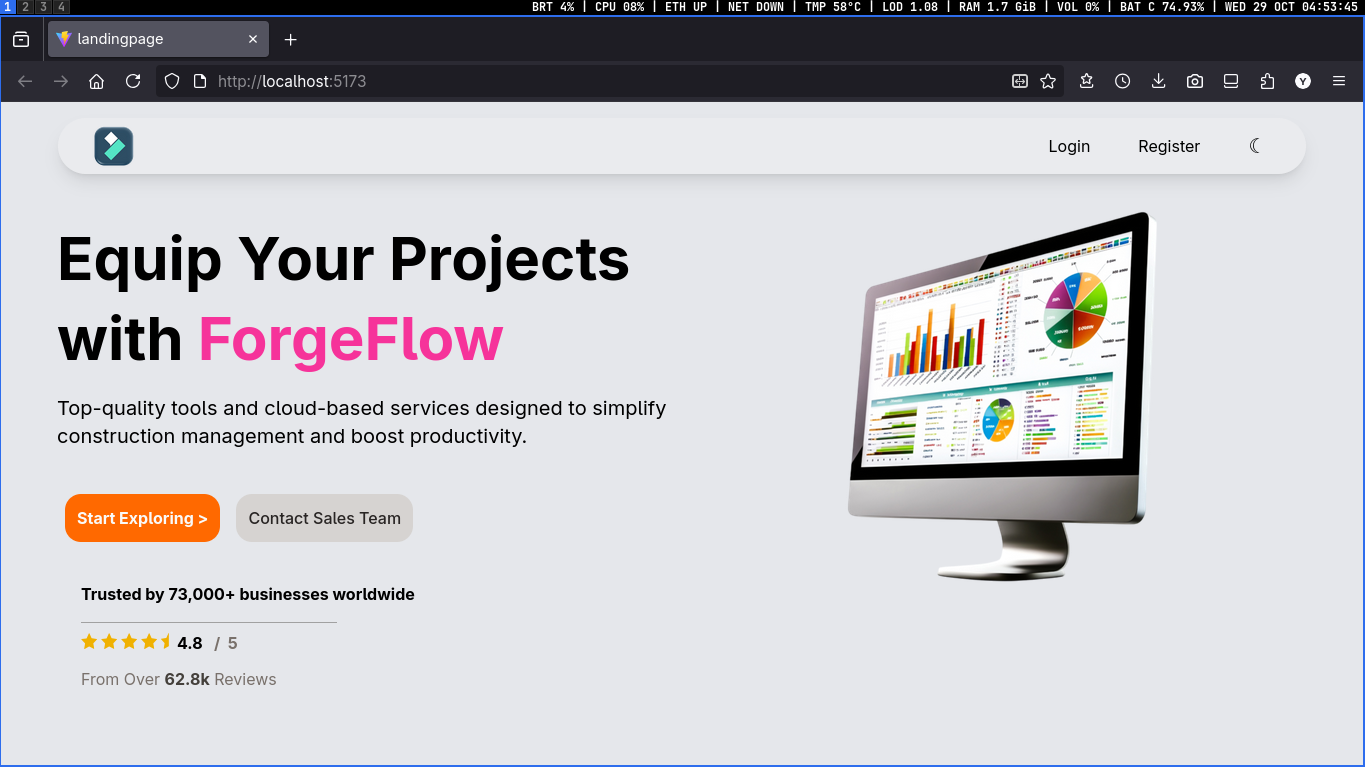 1 2 3 4 BRT 4% | CPU 08% | ETH UP | NET DOWN | TMP 58°C | LOD 1.08 | RAM 1.7 GiB | VOL 0% | BAT C 74.93% | WED 29 OCT 04:53:45
landingpage
http://localhost:5173
Y
Login Register
Equip Your Projects
with ForgeFlow
Top-quality tools and cloud-based services designed to simplify
construction management and boost productivity.
Start Exploring > Contact Sales Team
Trusted by 73,000+ businesses worldwide
4.8 / 5
From Over 62.8k Reviews